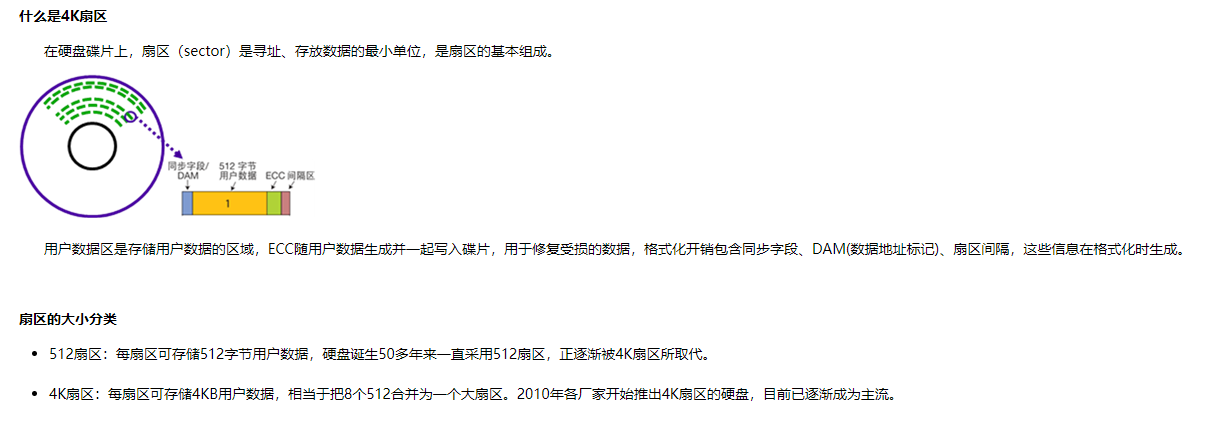 什么是4K扇区
在硬盘碟片上，扇区（sector）是寻址、存放数据的最小单位，是扇区的基本组成。
同步字段/
DAM
512 字节
用户数据
ECC 间隔区
1
用户数据区是存储用户数据的区域，ECC随用户数据生成并一起写入碟片，用于修复受损的数据，格式化开销包含同步字段、DAM(数据地址标记)、扇区间隔，这些信息在格式化时生成。
扇区的大小分类
• 512扇区：每扇区可存储512字节用户数据，硬盘诞生50多年来一直采用512扇区，正逐渐被4K扇区所取代。
• 4K扇区：每扇区可存储4KB用户数据，相当于把8个512合并为一个大扇区。2010年各厂家开始推出4K扇区的硬盘，目前已逐渐成为主流。